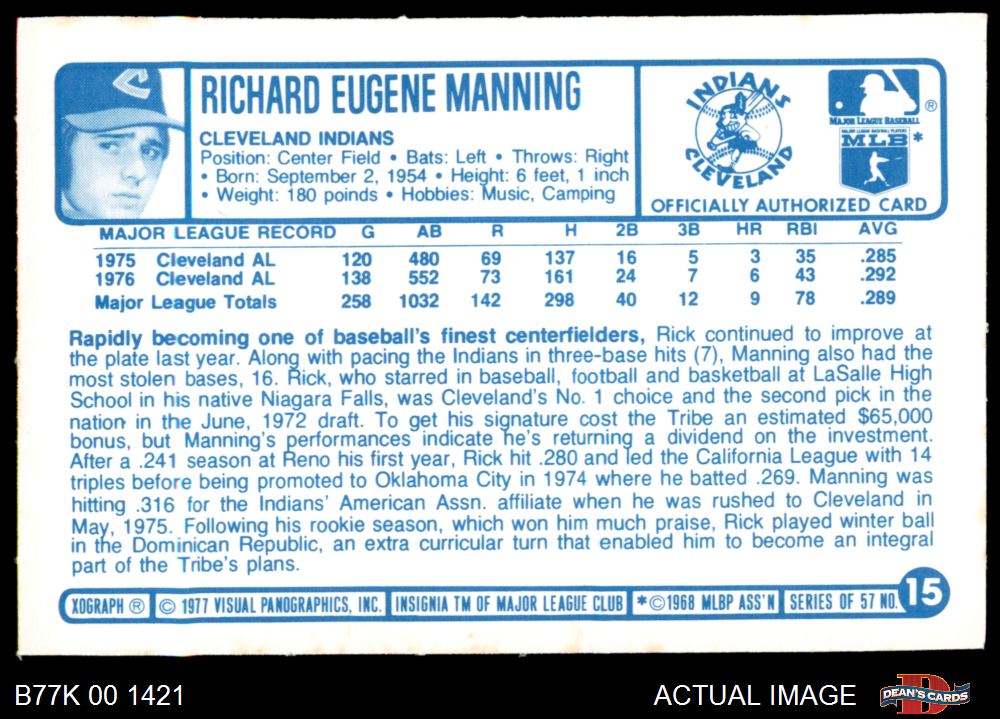 C
RICHARD EUGENE MANNING
CLEVELAND INDIANS
Position: Center Field • Bats: Left • Throws: Right
• Born: September 2, 1954 • Height: 6 feet, 1 inch
• Weight: 180 poinds • Hobbies: Music, Camping
INDIANS
CLEVELAND
MAJOR LEAGUE BASEBALL ®
MAJOR LEAGUE BASEBALL PLAYERS
MLB *
OFFICIALLY AUTHORIZED CARD
MAJOR LEAGUE RECORD G AB R H 2B 3B HR RBI AVG
1975 Cleveland AL 120 480 69 137 16 5 3 35 .285
1976 Cleveland AL 138 552 73 161 24 7 6 43 .292
Major League Totals 258 1032 142 298 40 12 9 78 .289
Rapidly becoming one of baseball's finest centerfielders, Rick continued to improve at
the plate last year. Along with pacing the Indians in three-base hits (7), Manning also had the
most stolen bases, 16. Rick, who starred in baseball, football and basketball at LaSalle High
School in his native Niagara Falls, was Cleveland's No. 1 choice and the second pick in the
nation in the June, 1972 draft. To get his signature cost the Tribe an estimated $65,000
bonus, but Manning's performances indicate he's returning a dividend on the investment.
After a .241 season at Reno his first year, Rick hit .280 and led the California League with 14
triples before being promoted to Oklahoma City in 1974 where he batted .269. Manning was
hitting .316 for the Indians' American Assn. affiliate when he was rushed to Cleveland in
May, 1975. Following his rookie season, which won him much praise, Rick played winter ball
in the Dominican Republic, an extra curricular turn that enabled him to become an integral
part of the Tribe's plans.
XOGRAPH ® © 1977 VISUAL PANOGRAPHICS, INC. INSIGNIA TM OF MAJOR LEAGUE CLUB *©1968 MLBP ASS'N SERIES OF 57 NO. 15
B77K 00 1421 ACTUAL IMAGE DEAN'S CARDS